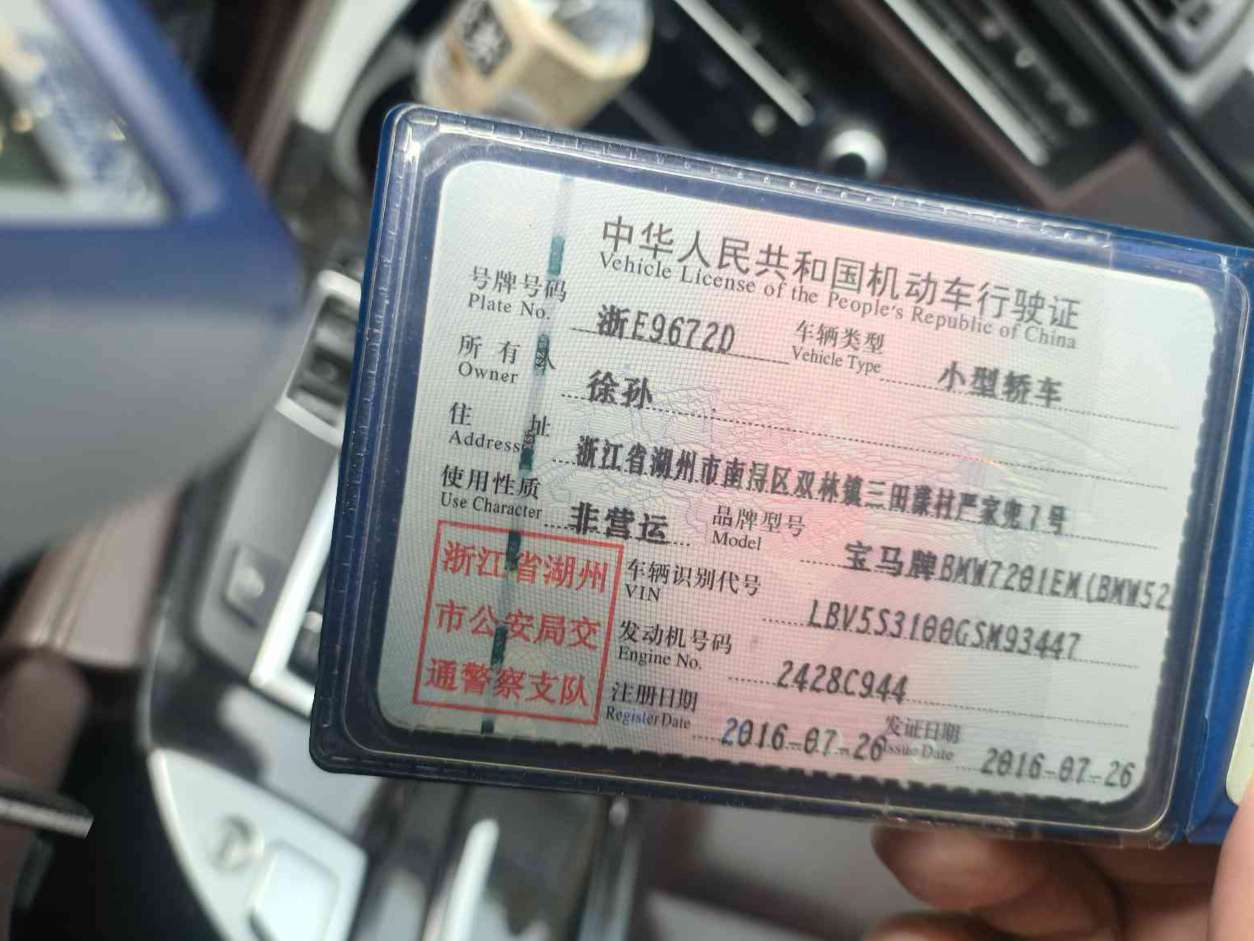 中华人民共和国机动车行驶证
Vehicle License of the People's Republic of China
号牌号码 浙E9672D 车辆类型 小型轿车
Plate No. Vehicle Type
所有人 徐孙
Owner
住址 浙江省湖州市南浔区双林镇三田漾村严家兜7号
Address
使用性质 非营运 品牌型号 宝马牌BMW7201EM(BMW52
Use Character Model
浙江省湖州
市公安局交
通警察支队
车辆识别代号 LBV5S3100GSM93447
VIN
发动机号码 2428C944
Engine No.
注册日期 2016-07-26 发证日期 2016-07-26
Register Date Issue Date